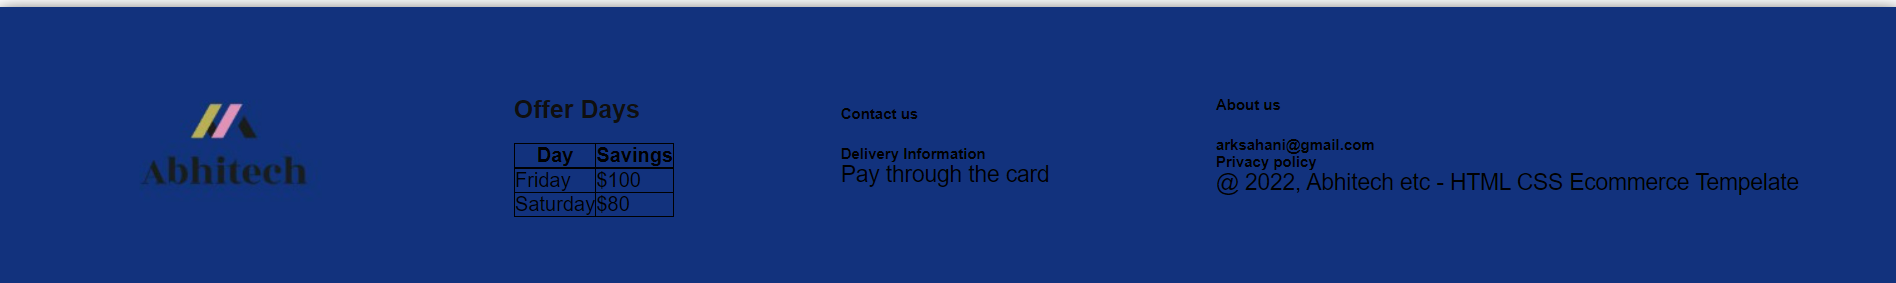 Abhitech
Offer Days
Day Savings
Friday $100
Saturday $80
Contact us
Delivery Information
Pay through the card
About us
arksahani@gmail.com
Privacy policy
@ 2022, Abhitech etc - HTML CSS Ecommerce Tempelate